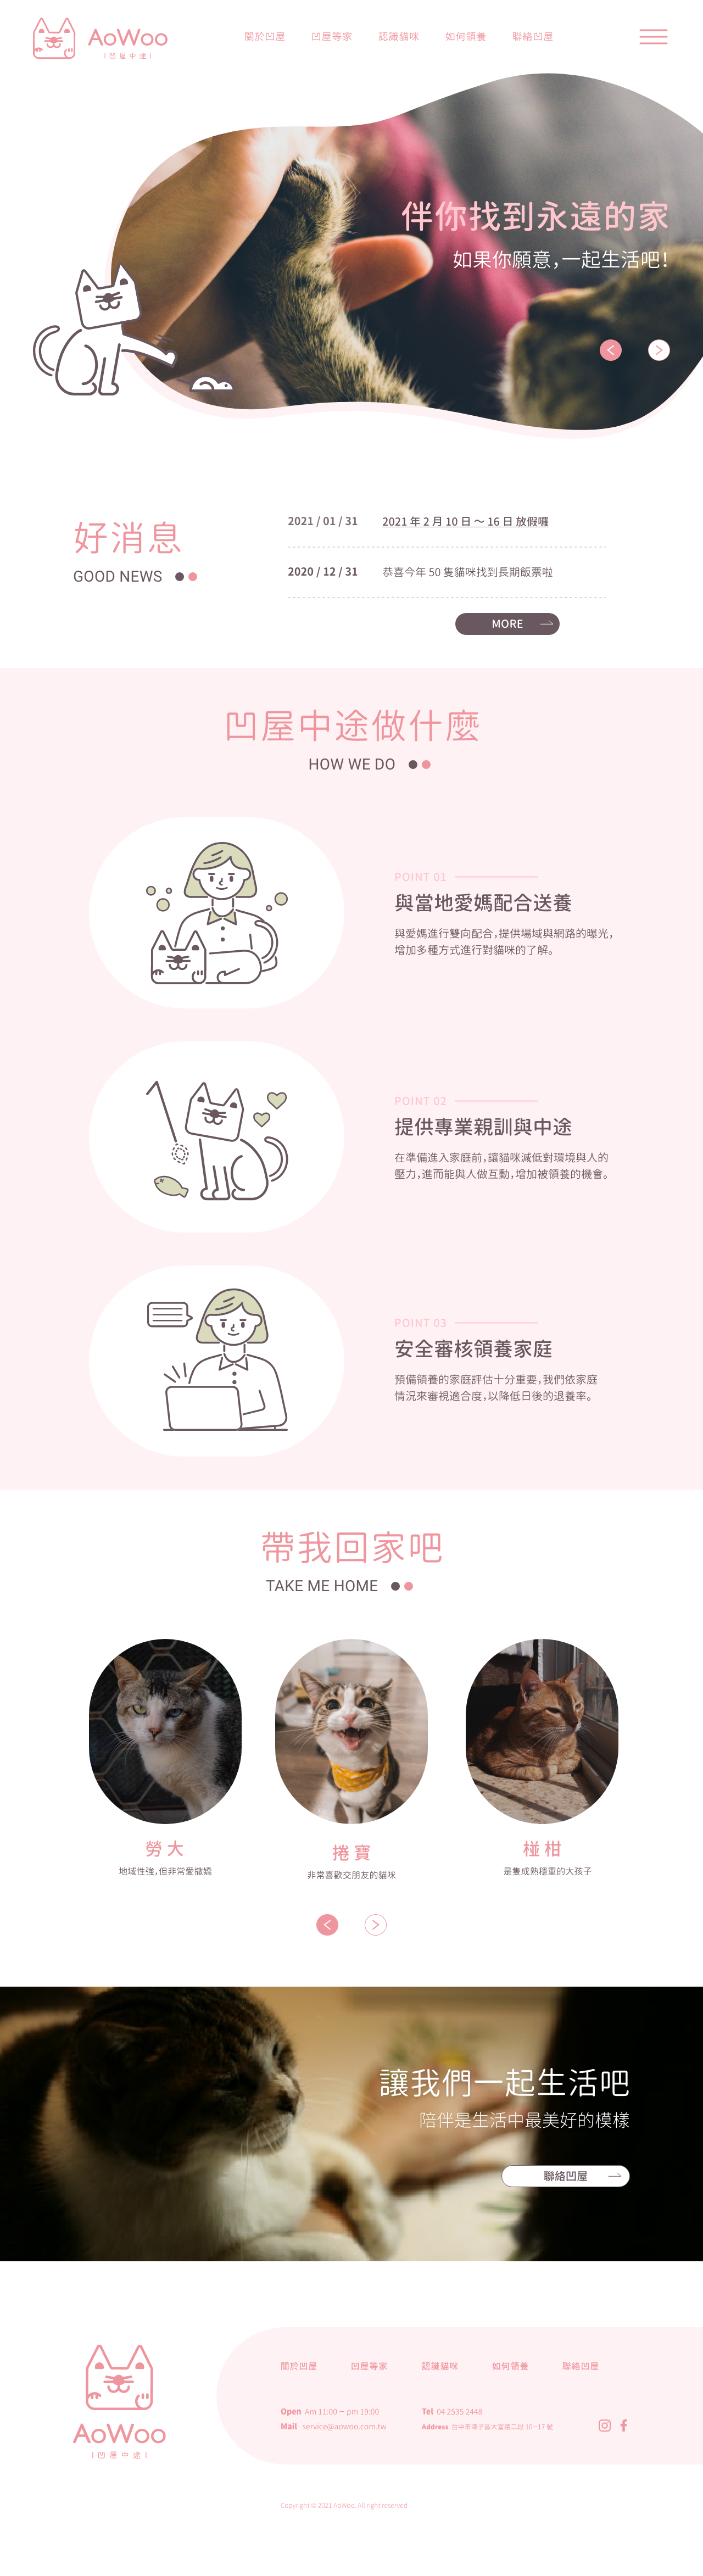 AoWoo
凹屋中途
關於凹屋
凹屋等家
認識貓咪
如何領養
聯絡凹屋
伴你找到永遠的家
如果你願意，一起生活吧！
好消息
GOOD NEWS
2021 / 01 / 31
2021 年 2 月 10 日 ～ 16 日 放假囉
2020 / 12 / 31
恭喜今年 50 隻貓咪找到長期飯票啦
MORE
凹屋中途做什麼
HOW WE DO
POINT 01
與當地愛媽配合送養
與愛媽進行雙向配合，提供場域與網路的曝光，
增加多種方式進行對貓咪的了解。
POINT 02
提供專業親訓與中途
在準備進入家庭前，讓貓咪減低對環境與人的
壓力，進而能與人做互動，增加被領養的機會。
POINT 03
安全審核領養家庭
預備領養的家庭評估十分重要，我們依家庭
情況來審視適合度，以降低日後的退養率。
帶我回家吧
TAKE ME HOME
勞大
地域性強，但非常愛撒嬌
捲寶
非常喜歡交朋友的貓咪
椪柑
是隻成熟穩重的大孩子
讓我們一起生活吧
陪伴是生活中最美好的模樣
聯絡凹屋
AoWoo
凹屋中途
關於凹屋
凹屋等家
認識貓咪
如何領養
聯絡凹屋
Open Am 11:00 ~ pm 19:00
Mail service@aowoo.com.tw
Tel 04 2535 2448
Address 台中市潭子區大富路二段 10-17 號
Copyright © 2021 AoWoo. All right reserved